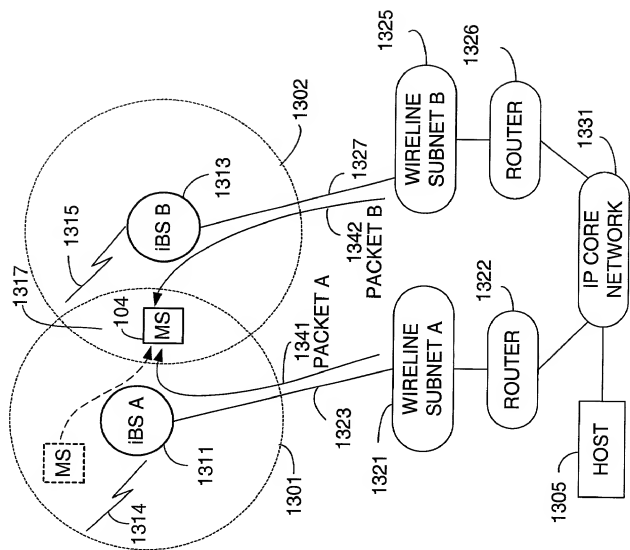 1302
1317
1315
104
iBS B
1313
MS
MS
iBS A
1311
1314
1301
1341
PACKET A
1323
1342
PACKET B
1327
1325
WIRELINE
SUBNET B
1321
WIRELINE
SUBNET A
1326
ROUTER
1322
ROUTER
1331
IP CORE
NETWORK
1305
HOST